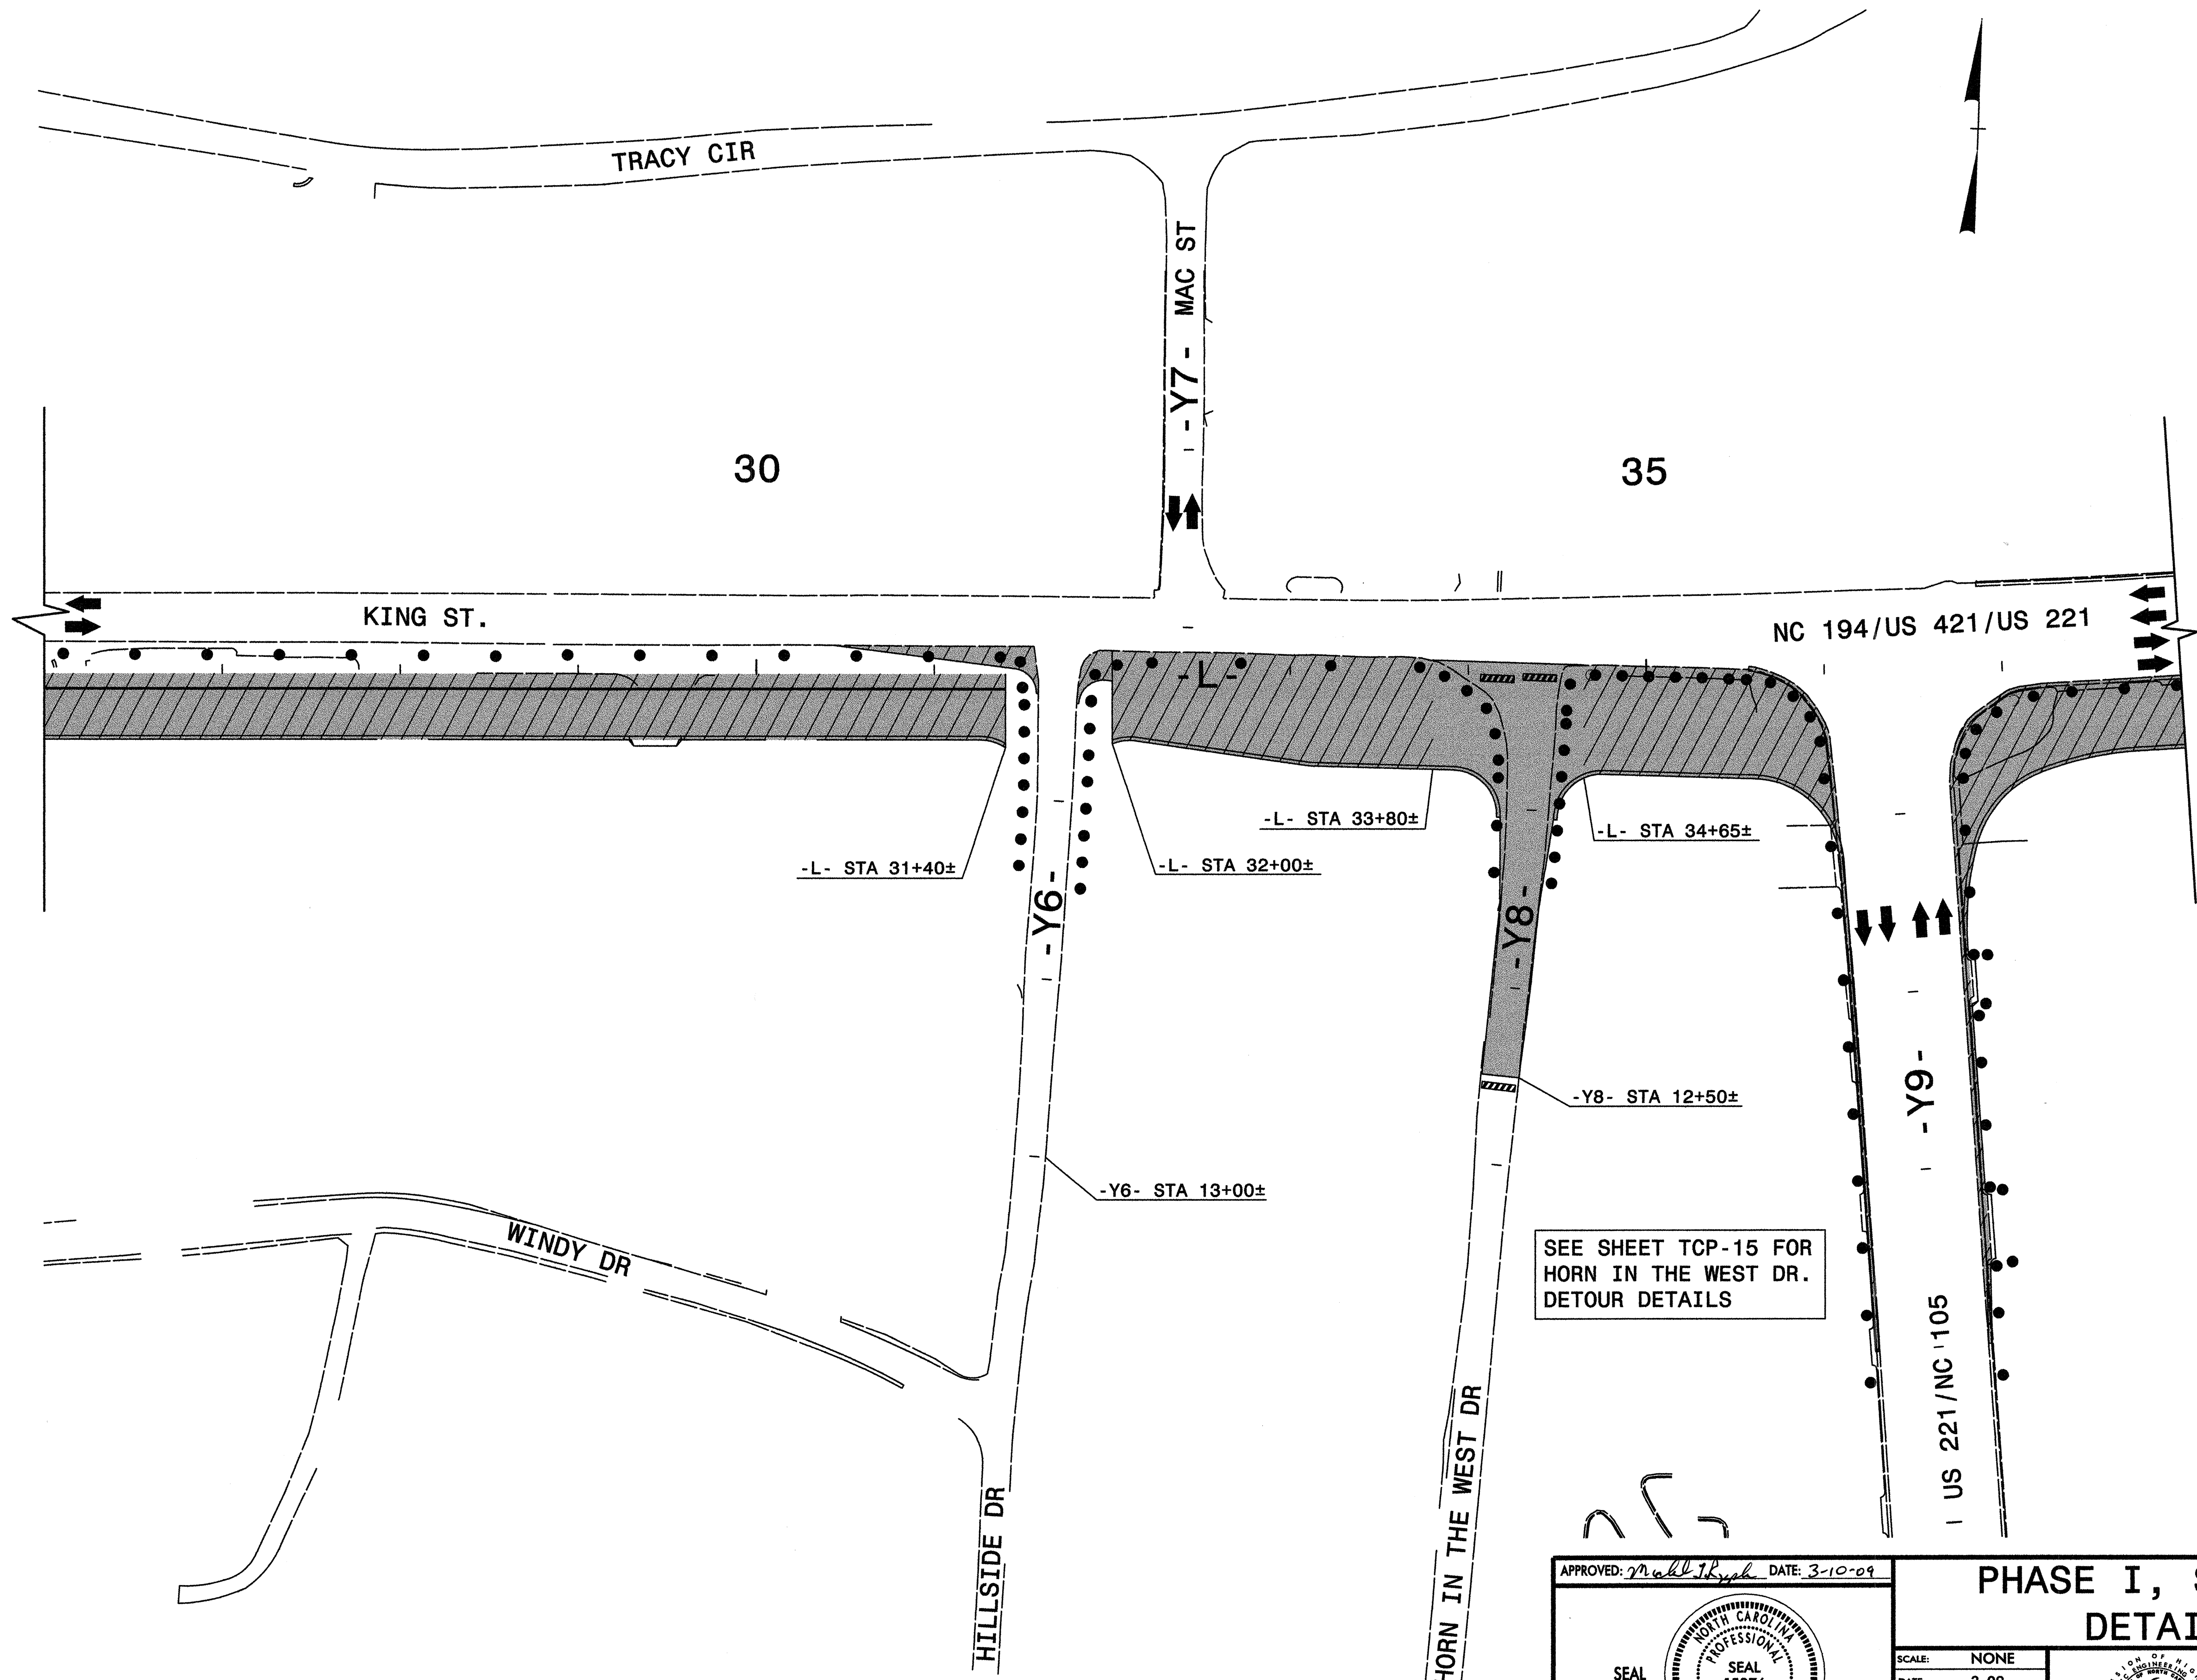 TRACY CIR
-Y7- MAC ST
30
35
KING ST.
NC 194/US 421/US 221
-L-
-L- STA 33+80±
-L- STA 34+65±
-L- STA 31+40±
-L- STA 32+00±
-Y6-
-Y8-
-Y9-
-Y8- STA 12+50±
-Y6- STA 13+00±
WINDY DR
SEE SHEET TCP-15 FOR
HORN IN THE WEST DR.
DETOUR DETAILS
US 221/NC 105
HILLSIDE DR
HORN IN THE WEST DR
APPROVED: DATE: 3-10-09
PHASE I,
DETAI
NORTH CAROLINA
PROFESSIONAL
SEAL
SEAL
SCALE: NONE